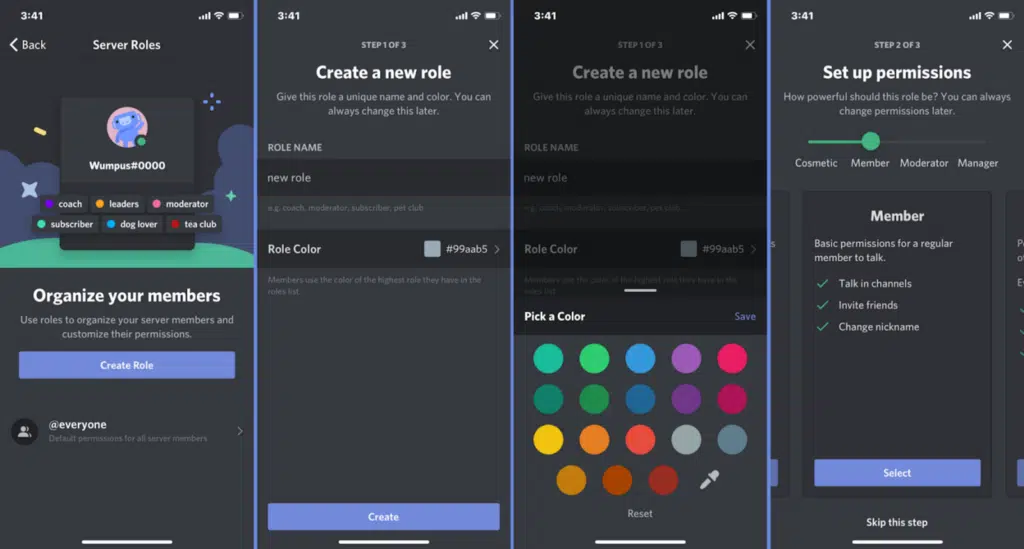 3:41
Back
Server Roles
Wumpus#0000
coach
leaders
moderator
subscriber
dog lover
tea club
Organize your members
Use roles to organize your server members and
customize their permissions.
Create Role
@everyone
Default permissions for all server members
3:41
STEP 1 OF 3
Create a new role
Give this role a unique name and color. You can
always change this later.
ROLE NAME
new role
e.g. coach, moderator, subscriber, pet club
Role Color
#99aab5
Members use the color of the highest role they have in the
roles list.
Create
3:41
STEP 1 OF 3
Create a new role
Give this role a unique name and color. You can
always change this later.
ROLE NAME
new role
e.g. coach, moderator, subscriber, pet club
Role Color
#99aab5
Members use the color of the highest role they have in the
roles list.
Pick a Color
Save
Reset
3:41
STEP 2 OF 3
Set up permissions
How powerful should this role be? You can always
change permissions later.
Cosmetic
Member
Moderator
Manager
Member
Basic permissions for a regular
member to talk.
Talk in channels
Invite friends
Change nickname
Select
Skip this step